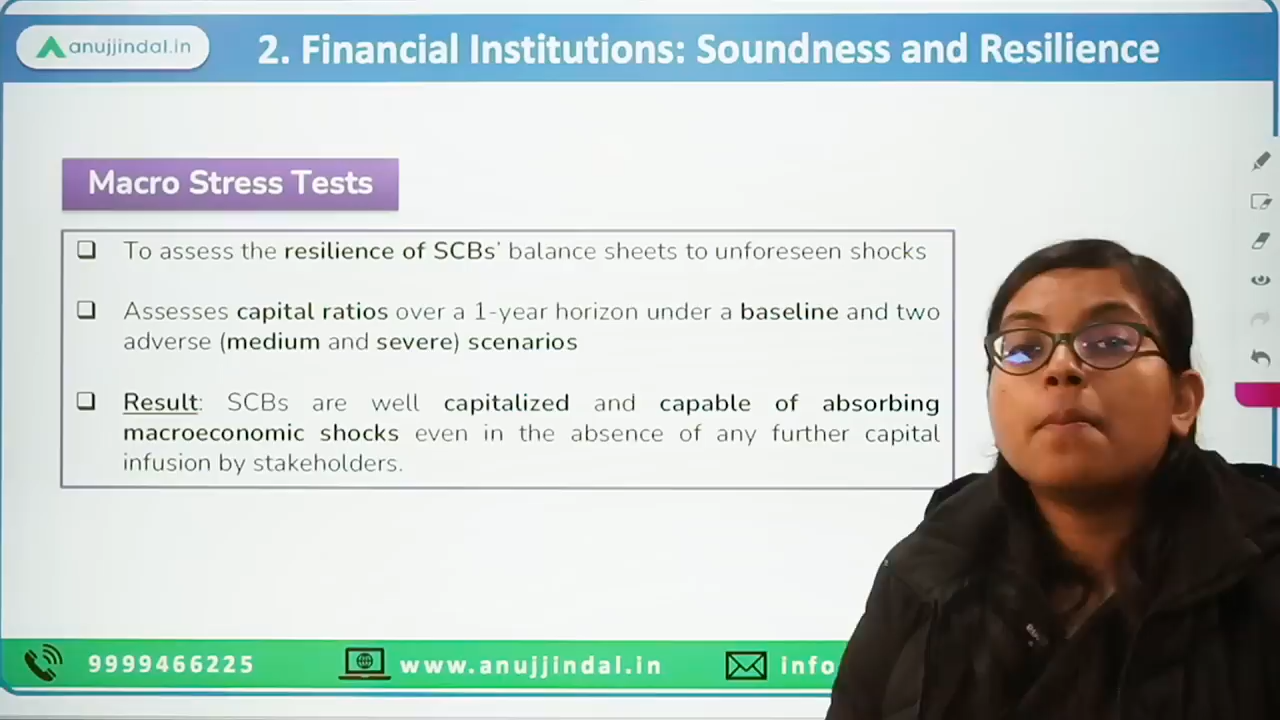 anujjindal.in
2. Financial Institutions: Soundness and Resilience
Macro Stress Tests
To assess the resilience of SCBs’ balance sheets to unforeseen shocks
Assesses capital ratios over a 1-year horizon under a baseline and two
adverse (medium and severe) scenarios
Result: SCBs are well capitalized and capable of absorbing
macroeconomic shocks even in the absence of any further capital
infusion by stakeholders.
9999466225
www.anujjindal.in
info